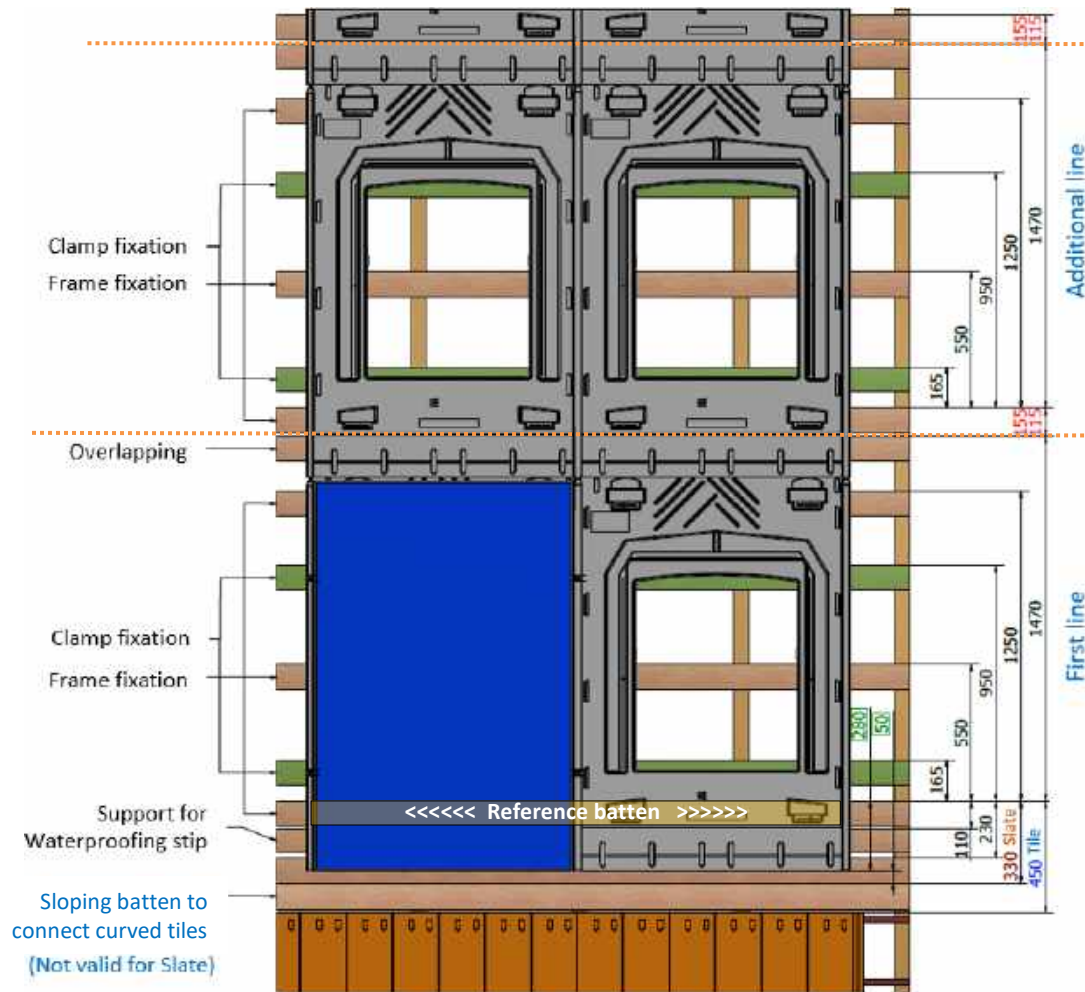 155
115
Additional line
1470
1250
950
550
165
Clamp fixation
Frame fixation
155
115
Overlapping
First line
1470
1250
950
550
165
280
50
Clamp fixation
Frame fixation
Support for
Waterproofing stip
<<<<<< Reference batten >>>>>>
110
230
330 Slate
450 Tile
Sloping batten to
connect curved tiles
(Not valid for Slate)